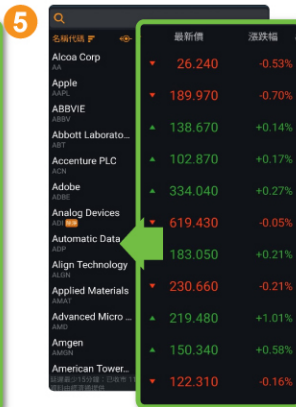 5
名稱代碼
最新價 漲跌幅
Alcoa Corp
AA
26.240 -0.53%
Apple
AAPL
189.970 -0.70%
ABBVIE
ABBV
138.670 +0.14%
Abbott Laborato...
ABT
102.870 +0.17%
Accenture PLC
ACN
334.040 +0.27%
Adobe
ADBE
619.430 -0.05%
Analog Devices
ADI
183.050 +0.21%
Automatic Data
ADP
230.660 -0.21%
Align Technology
ALGN
219.480 +1.01%
Applied Materials
AMAT
150.340 +0.58%
Advanced Micro ...
AMD
122.310 -0.16%
Amgen
AMGN
American Tower...